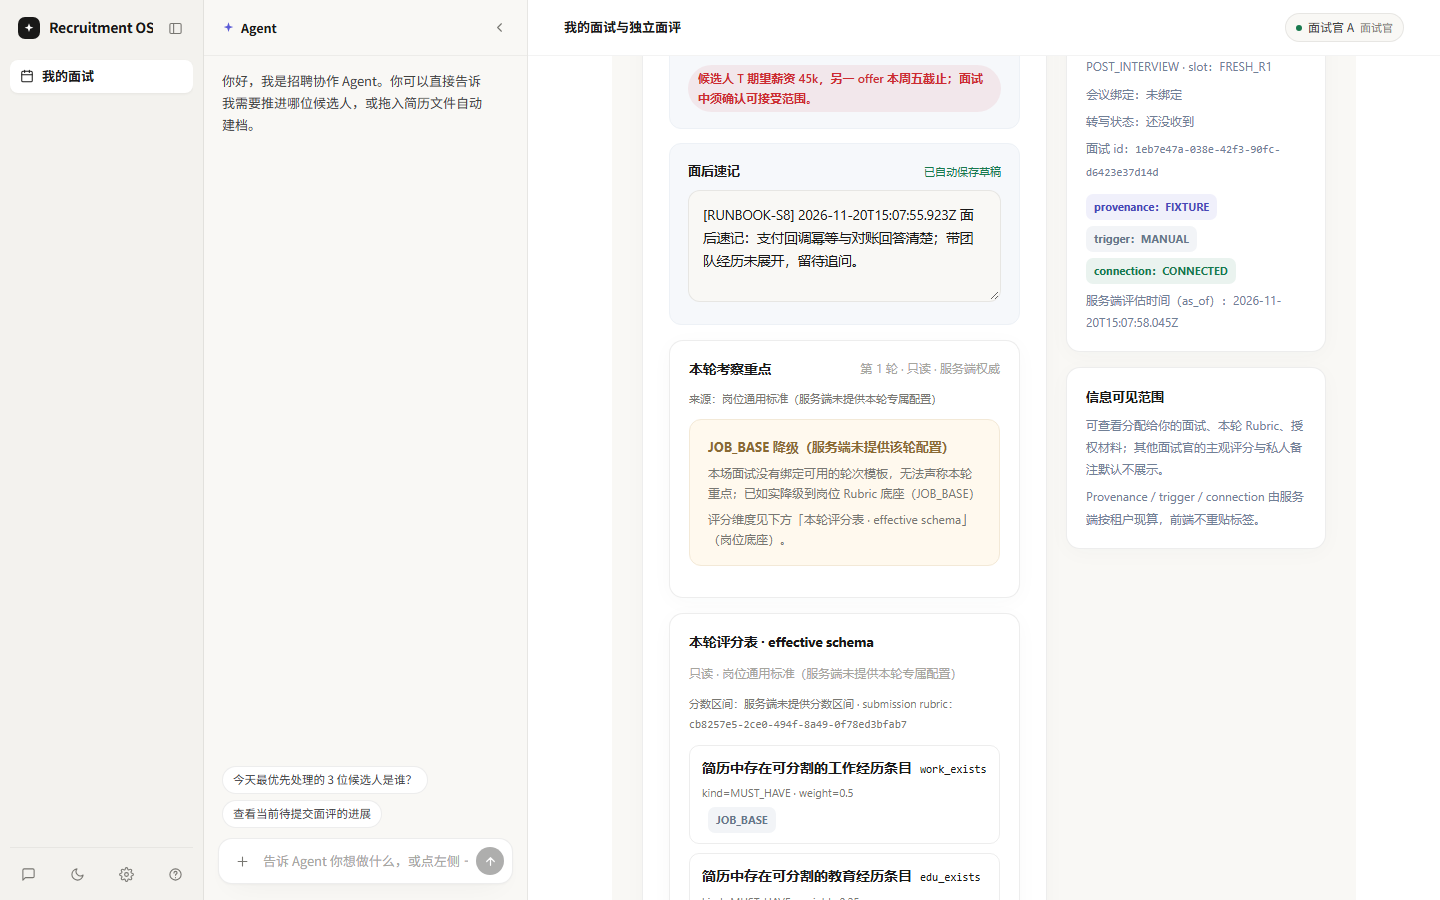 Recruitment OS
我的面试
Agent
你好，我是招聘协作 Agent。你可以直接告诉
我需要推进哪位候选人，或拖入简历文件自动
建档。
今天最优先处理的 3 位候选人是谁？
查看当前待提交面评的进展
告诉 Agent 你想做什么，或点左侧
我的面试与独立面评
面试官 A 面试官
候选人 T 期望薪资 45k，另一 offer 本周五截止；面试
中须确认可接受范围。
面后速记
已自动保存草稿
[RUNBOOK-S8] 2026-11-20T15:07:55.923Z 面
后速记：支付回调幂等与对账回答清楚；带团
队经历未展开，留待追问。
本轮考察重点
第 1 轮 · 只读 · 服务端权威
来源：岗位通用标准（服务端未提供本轮专属配置）
JOB_BASE 降级（服务端未提供该轮配置）
本场面试没有绑定可用的轮次模板，无法声称本轮
重点；已如实降级到岗位 Rubric 底座（JOB_BASE）
评分维度见下方「本轮评分表 · effective schema」
（岗位底座）。
本轮评分表 · effective schema
只读 · 岗位通用标准（服务端未提供本轮专属配置）
分数区间：服务端未提供分数区间 · submission rubric：
cb8257e5-2ce0-494f-8a49-0f78ed3bfab7
简历中存在可分割的工作经历条目 work_exists
kind=MUST_HAVE · weight=0.5
JOB_BASE
简历中存在可分割的教育经历条目 edu_exists
POST_INTERVIEW · slot：FRESH_R1
会议绑定：未绑定
转写状态：还没收到
面试 id：1eb7e47a-038e-42f3-90fc-
d6423e37d14d
provenance：FIXTURE
trigger：MANUAL
connection：CONNECTED
服务端评估时间（as_of）：2026-11-
20T15:07:58.045Z
信息可见范围
可查看分配给你的面试、本轮 Rubric、授
权材料；其他面试官的主观评分与私人备
注默认不展示。
Provenance / trigger / connection 由服务
端按租户现算，前端不重贴标签。